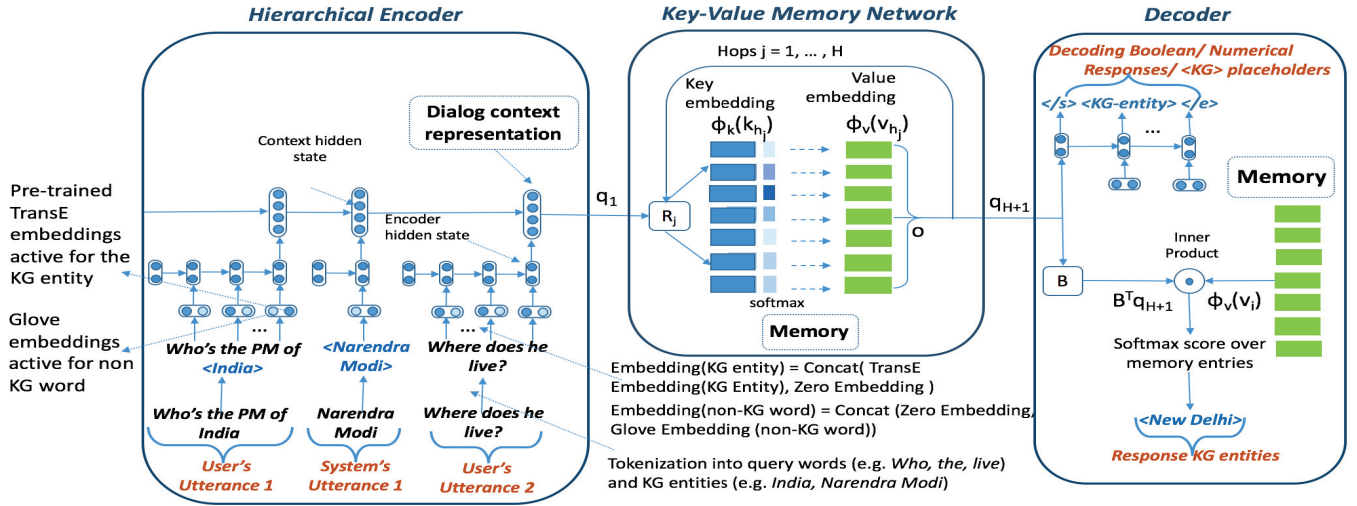 Hierarchical Encoder
Key-Value Memory Network
Decoder
Pre-trained
TransE
embeddings
active for the
KG entity
Glove
embeddings
active for non
KG word
Context hidden
state
Dialog context
representation
Encoder
hidden state
...
...
Who's the PM of
<India>
<Narendra
Modi>
Where does he
live?
Who's the PM of
India
Narendra
Modi
Where does he
live?
User's
Utterance 1
System's
Utterance 1
User's
Utterance 2
q1
Hops j = 1, ... , H
Key
embedding
ϕk(khj)
Value
embedding
ϕv(vhj)
Rj
o
softmax
Memory
Embedding(KG entity) = Concat( TransE
Embedding(KG Entity), Zero Embedding )
Embedding(non-KG word) = Concat (Zero Embedding,
Glove Embedding (non-KG word))
Tokenization into query words (e.g. Who, the, live)
and KG entities (e.g. India, Narendra Modi)
qH+1
Decoding Boolean/ Numerical
Responses/ <KG> placeholders
</s> <KG-entity> </e>
...
Memory
Inner
Product
B
BTqH+1
ϕv(vi)
Softmax score over
memory entries
<New Delhi>
Response KG entities